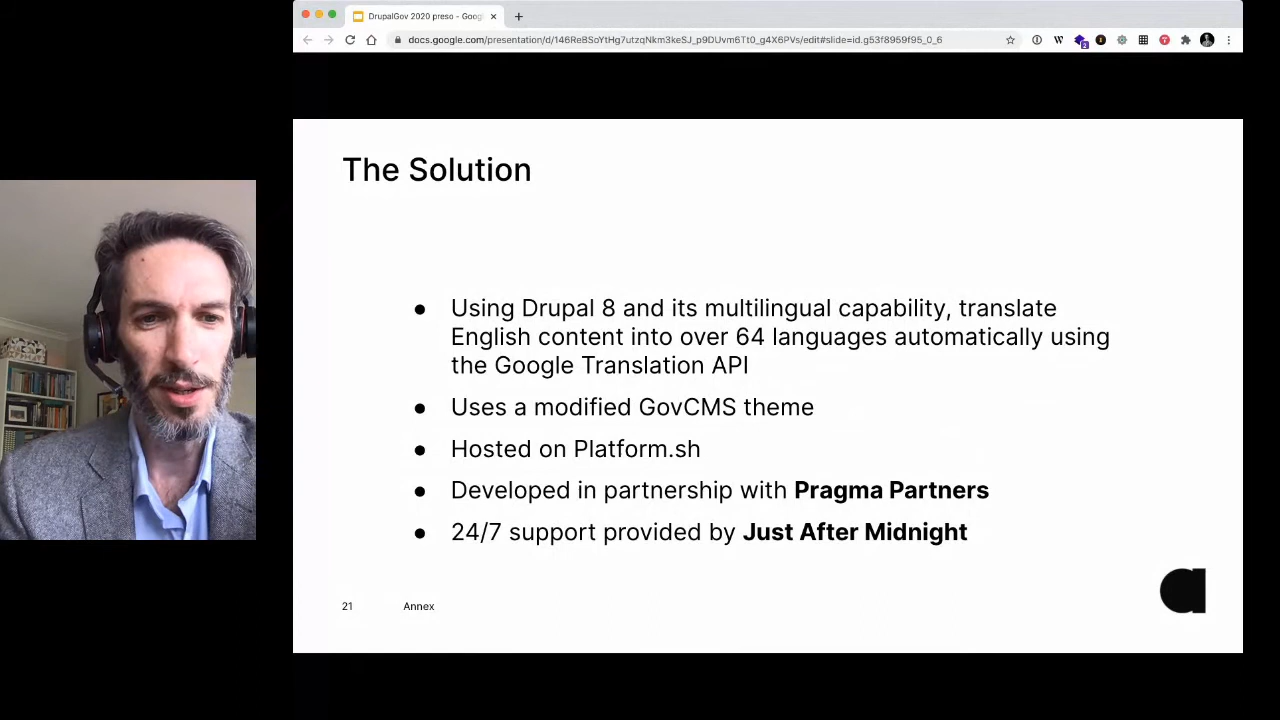 DrupalGov 2020 preso - Goog
docs.google.com/presentation/d/146ReBSoYtHg7utzqNkm3keSJ_p9DUvm6Tt0_g4X6PVs/edit#slide=id.g53f8959f95_0_6
The Solution
● Using Drupal 8 and its multilingual capability, translate
English content into over 64 languages automatically using
the Google Translation API
● Uses a modified GovCMS theme
● Hosted on Platform.sh
● Developed in partnership with Pragma Partners
● 24/7 support provided by Just After Midnight
21 Annex